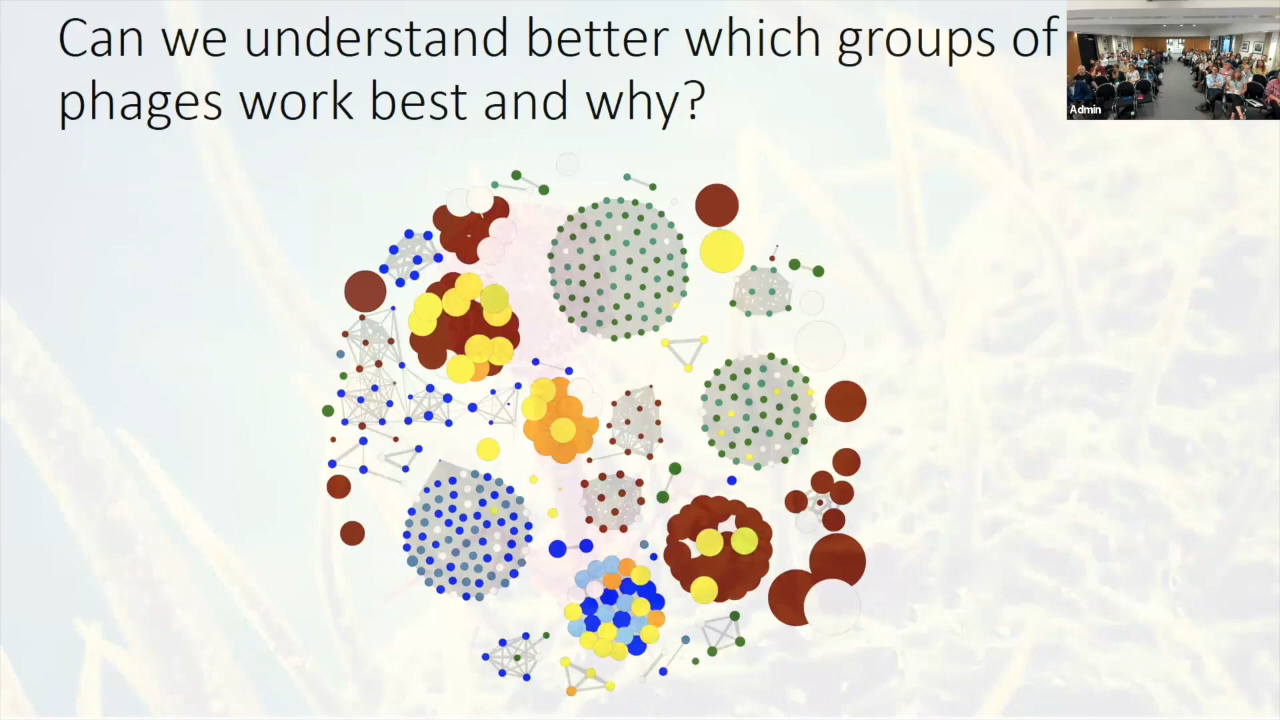 Can we understand better which groups of
phages work best and why?
Admin